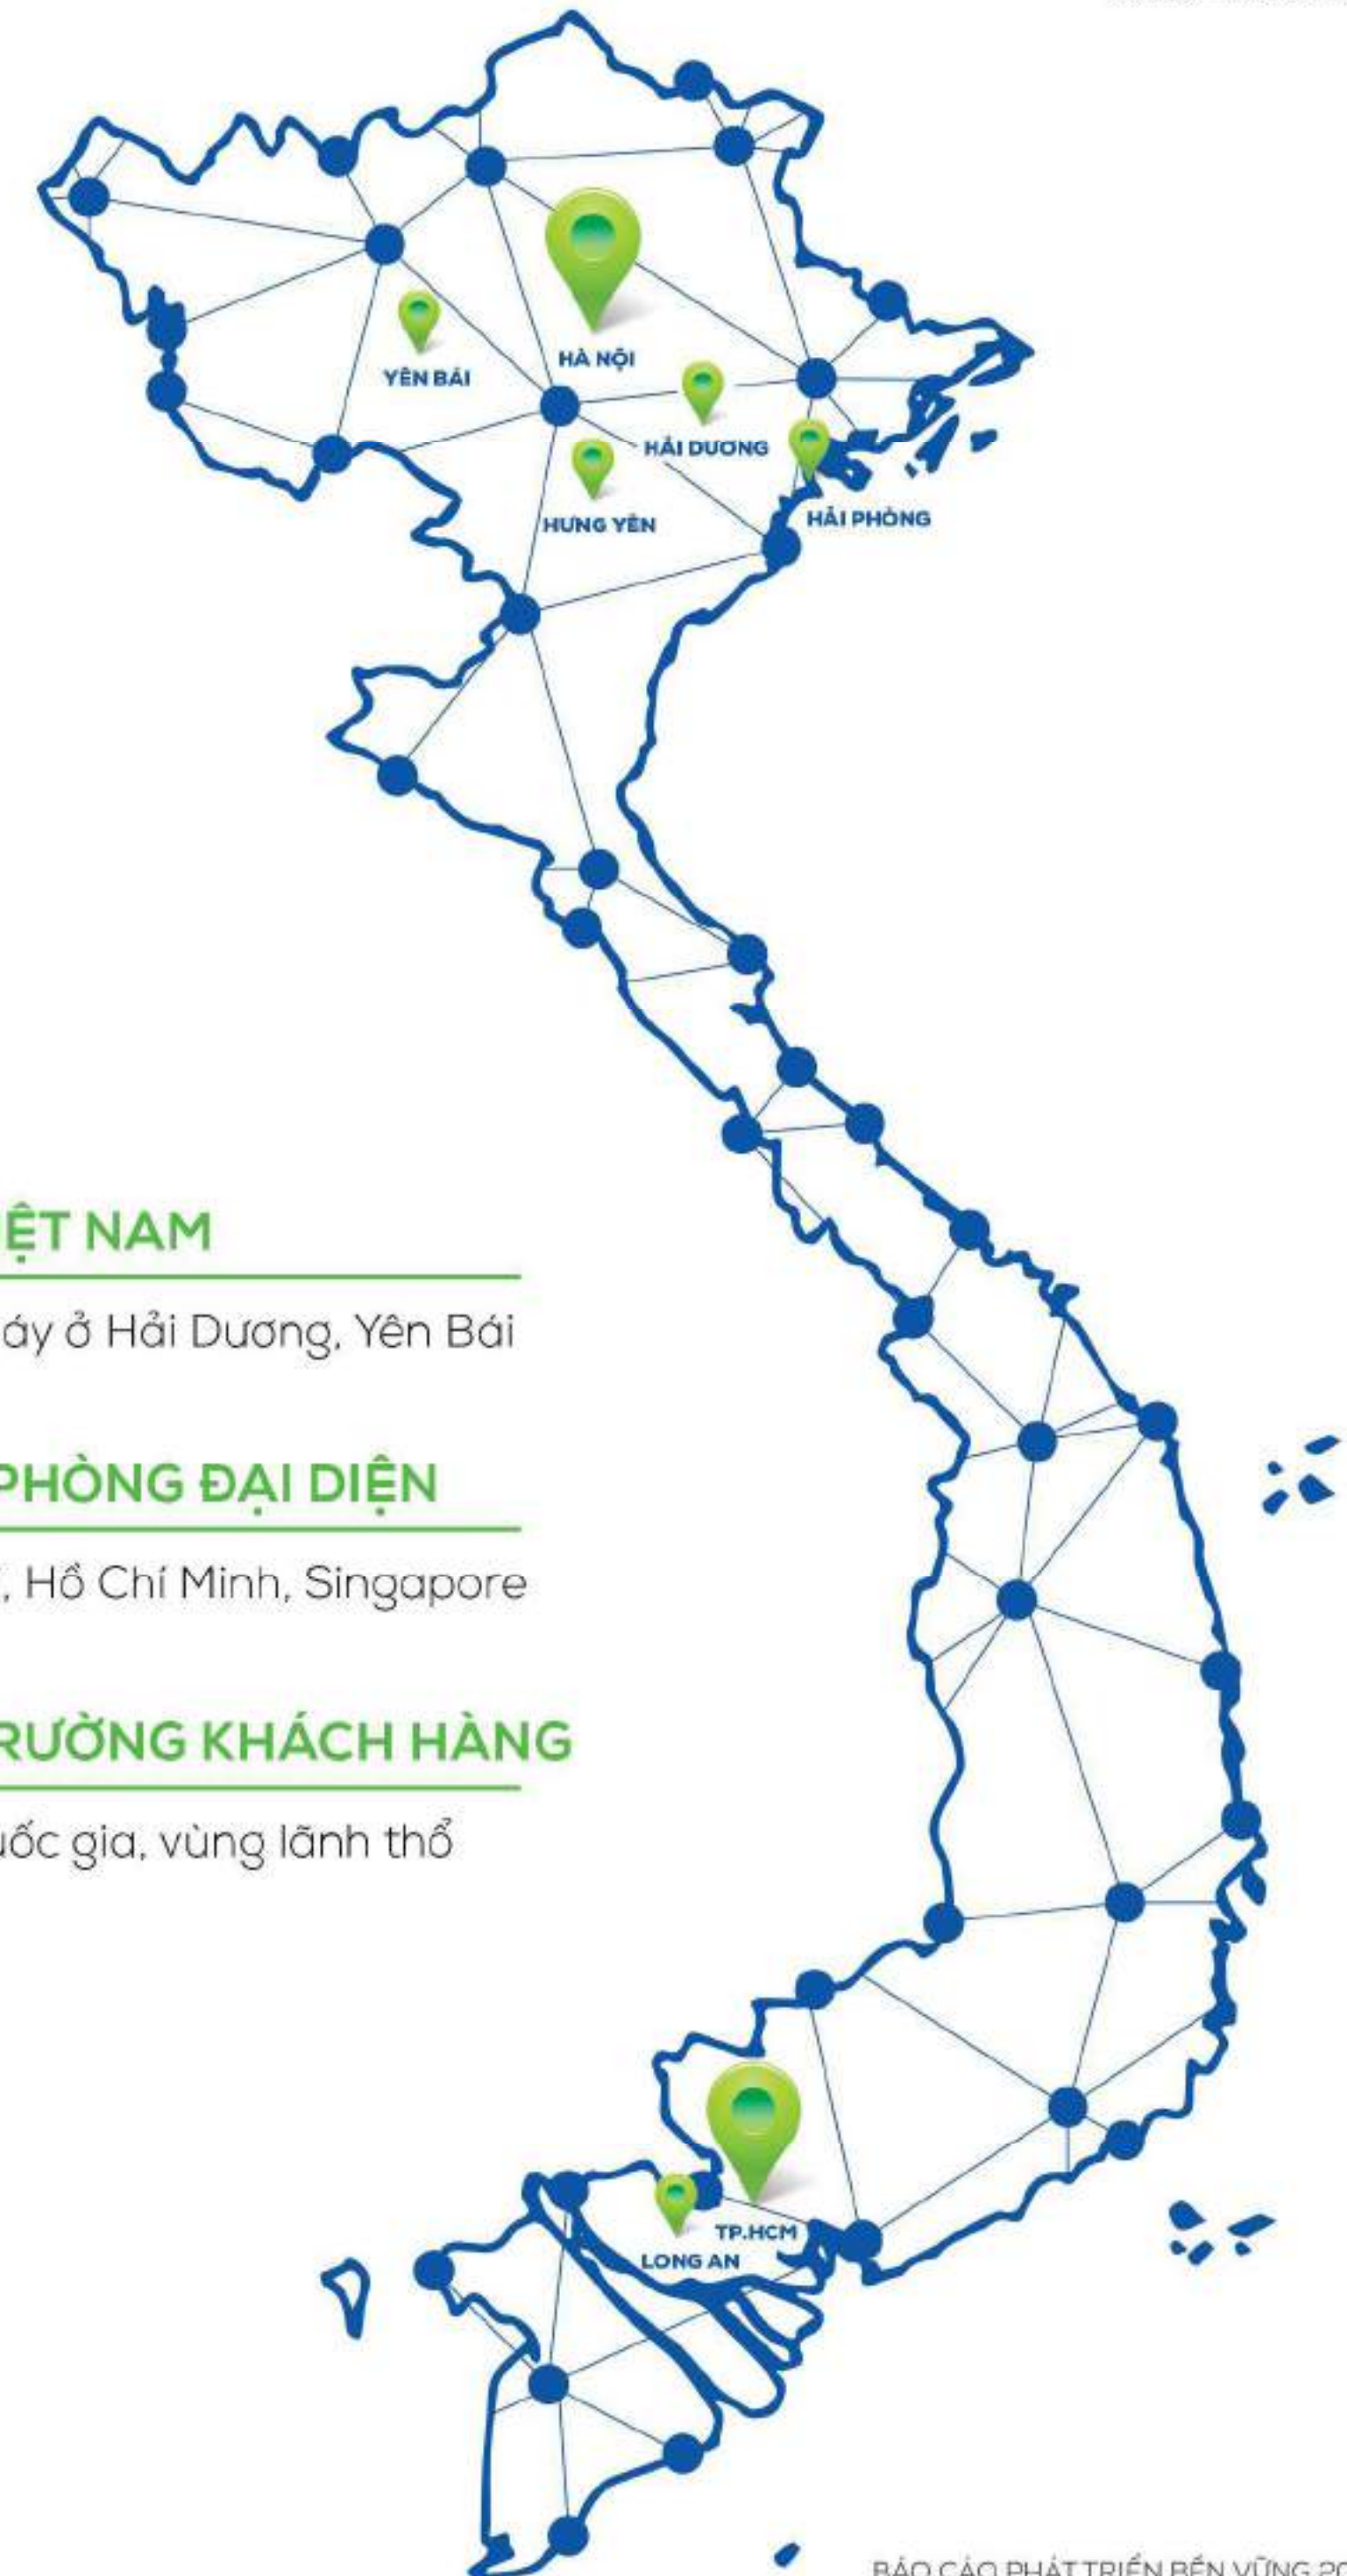 YÊN BÁI
HÀ NỘI
HẢI DƯƠNG
HƯNG YÊN
HẢI PHÒNG
ỆT NAM
áy ở Hải Dương, Yên Bái
PHÒNG ĐẠI DIỆN
, Hồ Chí Minh, Singapore
RƯỜNG KHÁCH HÀNG
uốc gia, vùng lãnh thổ
TP.HCM
LONG AN
BÁO CÁO PHÁT TRIỂN BỀN VỮNG 20